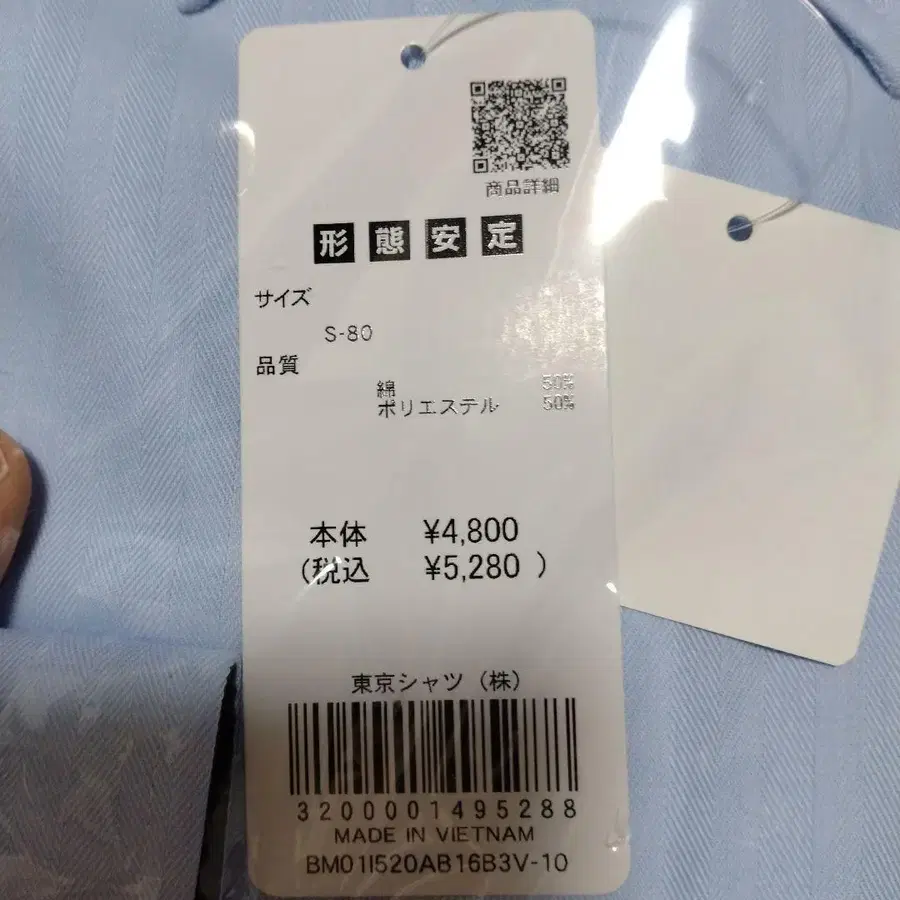 商品詳細
形態安定
サイズ
S-80
品質
綿 50%
ポリエステル 50%
本体 ¥4,800
(税込 ¥5,280 )
東京シャツ（株）
3200001495288
MADE IN VIETNAM
BM01I520AB16B3V-10